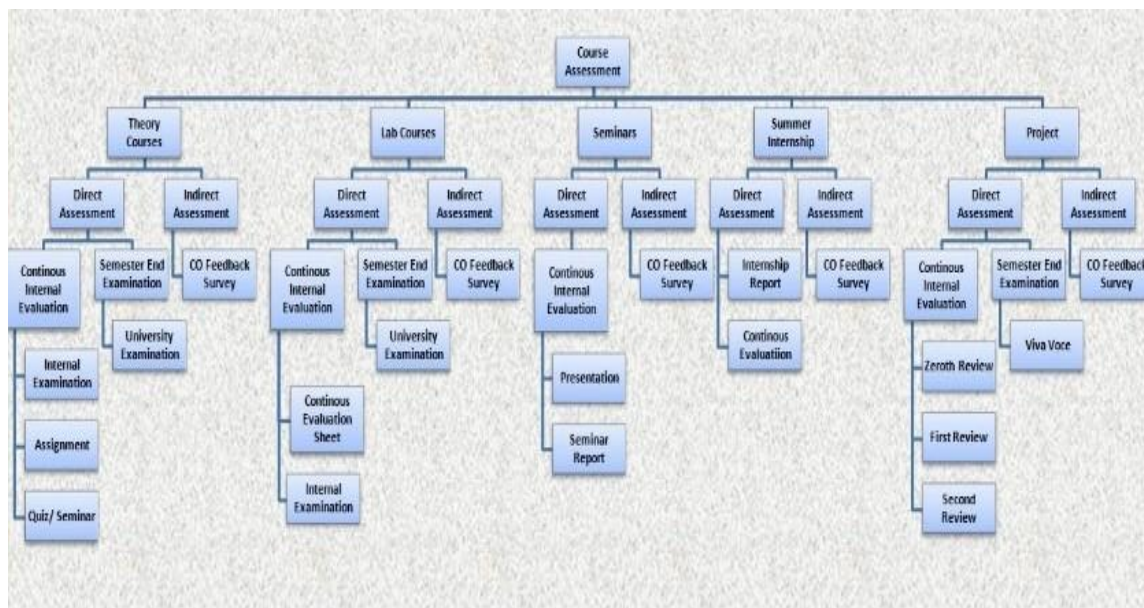 Course
Assessment
Theory
Courses
Lab Courses
Seminars
Summer
Internship
Project
Direct
Assessment
Indirect
Assessment
Direct
Assessment
Indirect
Assessment
Direct
Assessment
Indirect
Assessment
Direct
Assessment
Indirect
Assessment
Direct
Assessment
Indirect
Assessment
Continous
Internal
Evaluation
Semester End
Examination
CO Feedback
Survey
Continous
Internal
Evaluation
Semester End
Examination
CO Feedback
Survey
Continous
Internal
Evaluation
CO Feedback
Survey
Internship
Report
CO Feedback
Survey
Continous
Internal
Evaluation
Semester End
Examination
CO Feedback
Survey
University
Examination
University
Examination
Continous
Evaluatiion
Viva Voce
Internal
Examination
Presentation
Zeroth Review
Continous
Evaluation
Sheet
Assignment
Seminar
Report
First Review
Internal
Examination
Quiz/ Seminar
Second
Review